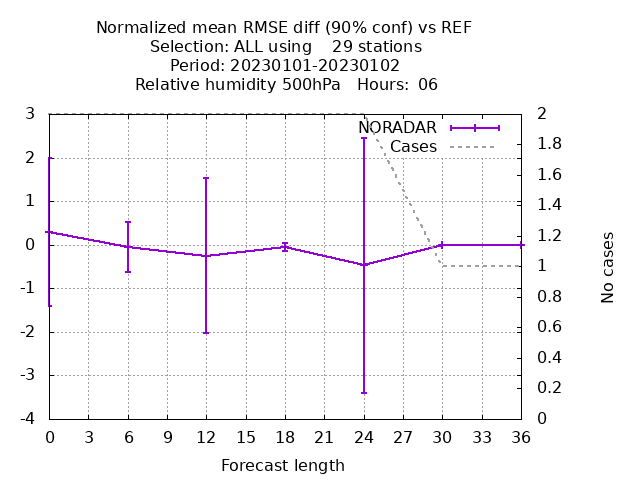 Normalized mean RMSE diff (90% conf) vs REF
Selection: ALL using    29 stations
Period: 20230101-20230102
Relative humidity 500hPa   Hours:  06
3 2
NORADAR
Cases
2 1.8
1.6
1 1.4
1.2
0 1
-1 0.8
-2 0.6
0.4
-3 0.2
-4 0
No cases
0 3 6 9 12 15 18 21 24 27 30 33 36
Forecast length